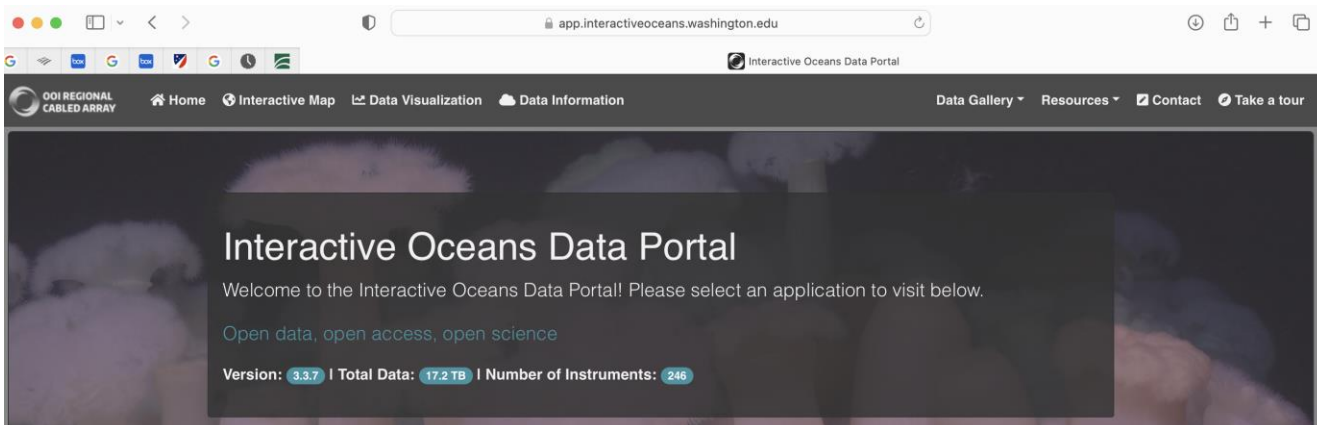 app.interactiveoceans.washington.edu
G box G box G Interactive Oceans Data Portal
OOI REGIONAL
CABLED ARRAY
Home Interactive Map Data Visualization Data Information Data Gallery Resources Contact Take a tour
Interactive Oceans Data Portal
Welcome to the Interactive Oceans Data Portal! Please select an application to visit below.
Open data, open access, open science
Version: 3.3.7 | Total Data: 17.2 TB | Number of Instruments: 246